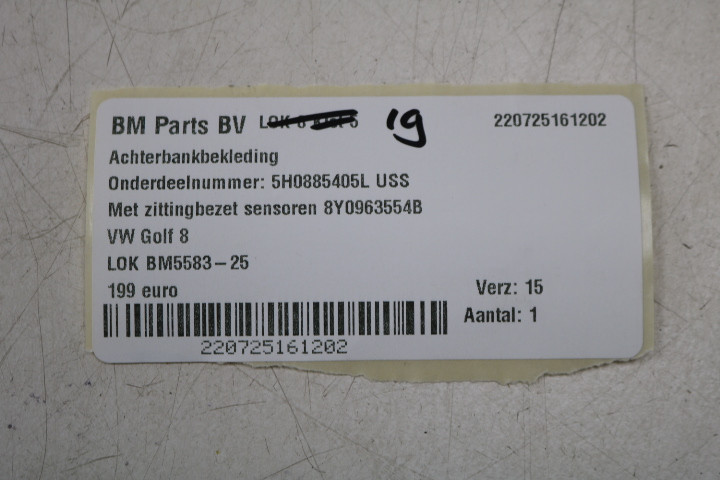 BM Parts BV LOK 19 220725161202
Achterbankbekleding
Onderdeelnummer: 5H0885405L USS
Met zittingbezet sensoren 8Y0963554B
VW Golf 8
LOK BM5583-25
199 euro Verz: 15
Aantal: 1
220725161202